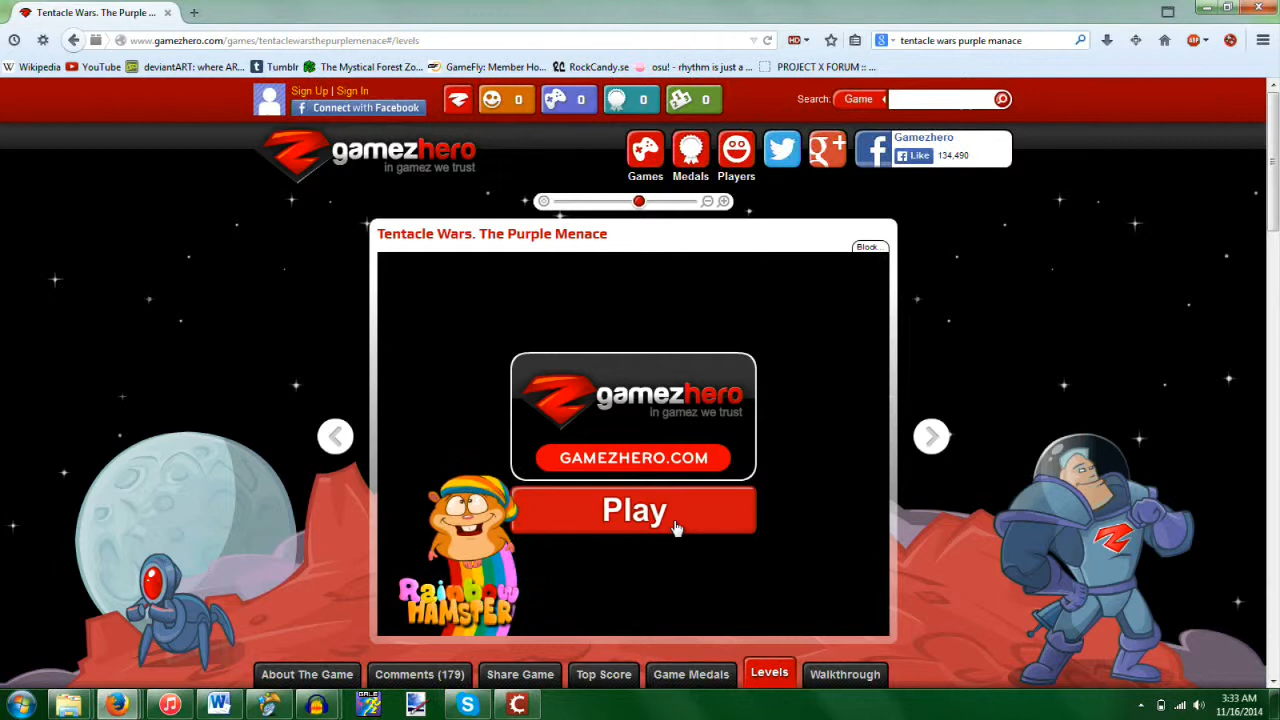 Tentacle Wars. The Purple ...
www.gamezhero.com/games/tentaclewarsthepurplemenace#/levels
tentacle wars purple manace
Wikipedia YouTube deviantART: where AR... Tumblr The Mystical Forest Zo... GameFly: Member Ho... RockCandy.se osu! - rhythm is just a ... PROJECT X FORUM :: ...
Sign Up | Sign In
Connect with Facebook
0 0 0 0
Search: Game
gamezhero
in gamez we trust
Games Medals Players
Gamezhero
Like 134,490
Tentacle Wars. The Purple Menace
Block...
gamezhero
in gamez we trust
GAMEZHERO.COM
Play
Rainbow
HAMSTER
About The Game Comments (179) Share Game Top Score Game Medals Levels Walkthrough
3:33 AM
11/16/2014